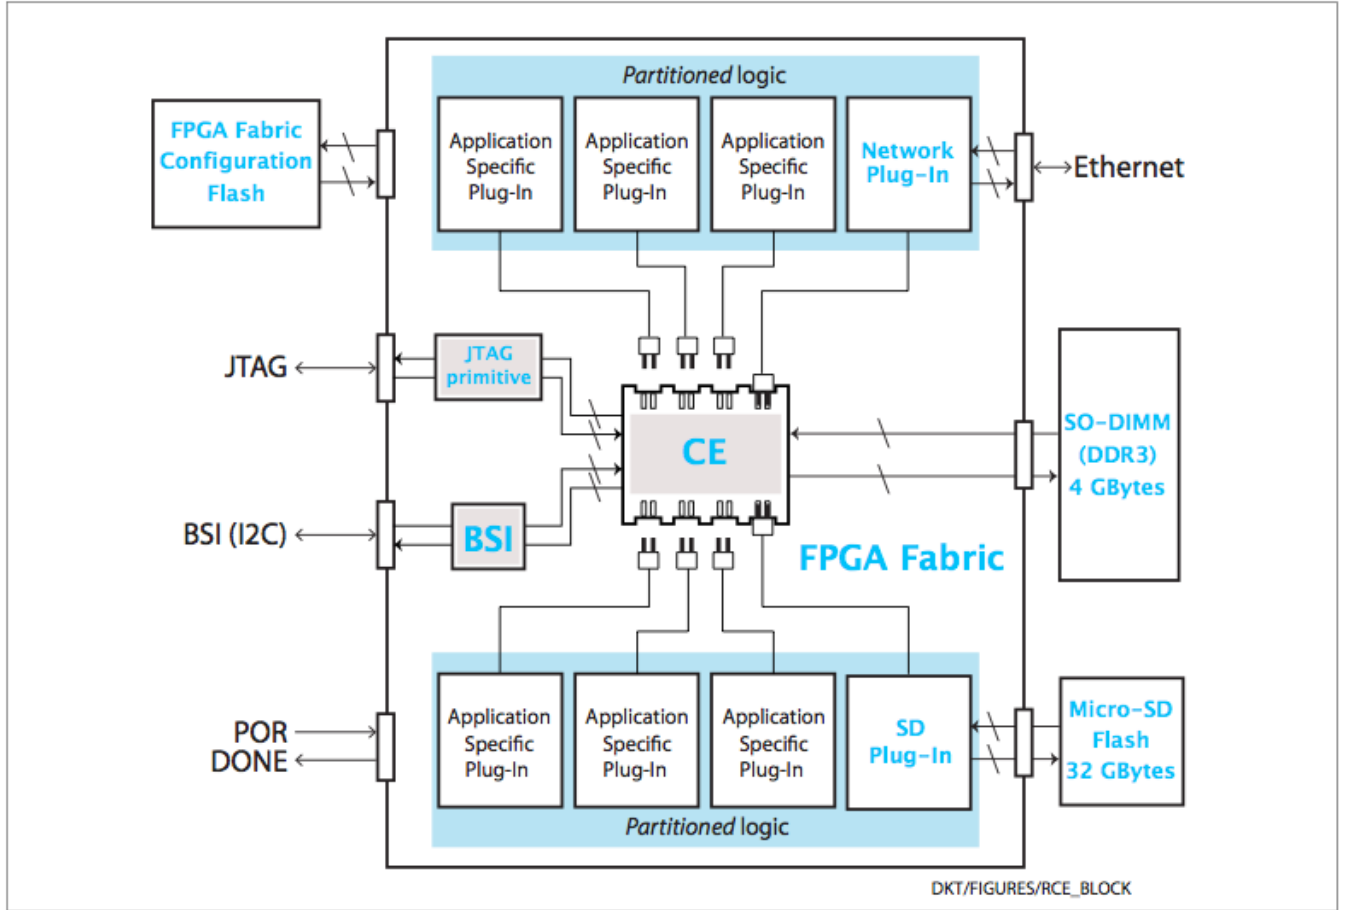 Partitioned logic
FPGA Fabric
Configuration
Flash
Application
Specific
Plug-In
Application
Specific
Plug-In
Application
Specific
Plug-In
Network
Plug-In
Ethernet
JTAG
JTAG
primitive
CE
SO-DIMM
(DDR3)
4 GBytes
BSI (I2C)
BSI
FPGA Fabric
POR
DONE
Application
Specific
Plug-In
Application
Specific
Plug-In
Application
Specific
Plug-In
SD
Plug-In
Micro-SD
Flash
32 GBytes
Partitioned logic
DKT/FIGURES/RCE_BLOCK